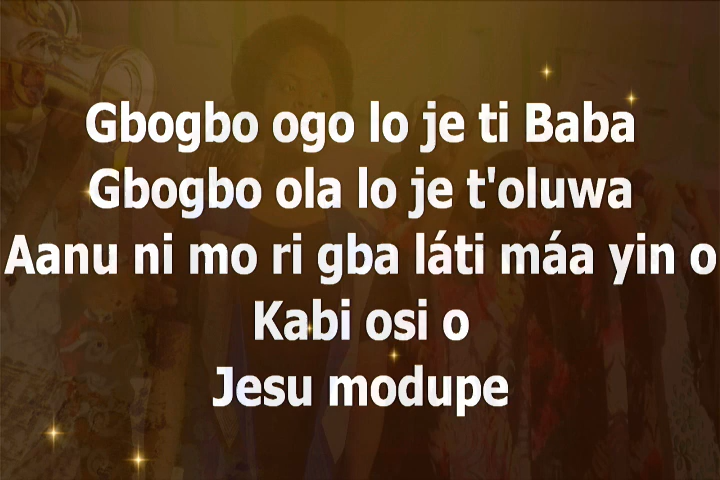 Gbogbo ogo lo je ti Baba
Gbogbo ola lo je t'oluwa
Aanu ni mo ri gba láti máa yin o
Kabi osi o
Jesu modupe